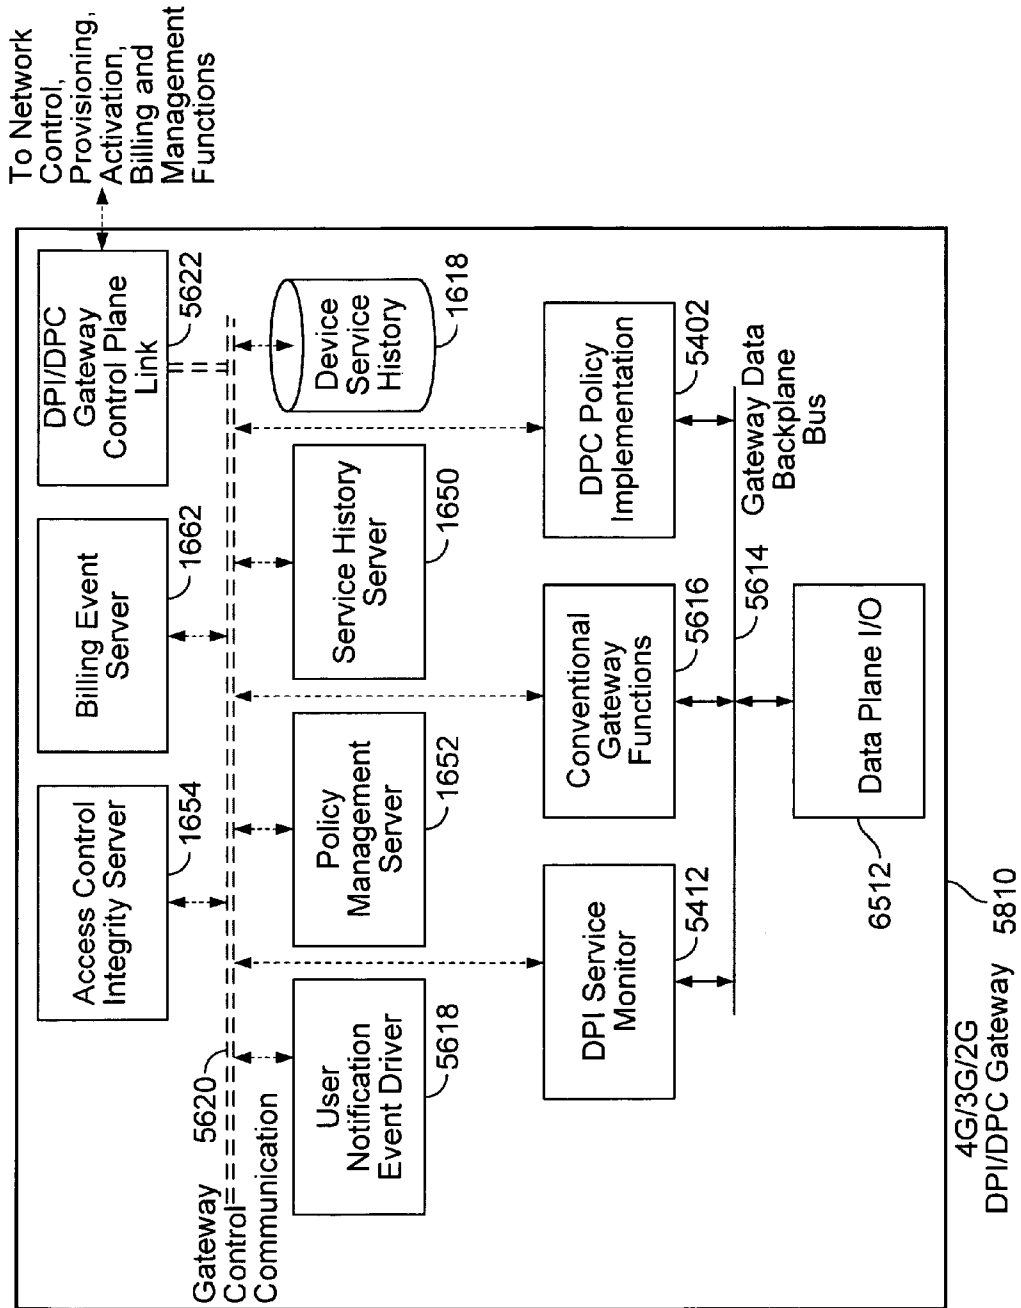 To Network
Control,
Provisioning,
Activation,
Billing and
Management
Functions
Access Control
Integrity Server
1654
Billing Event
Server
1662
DPI/DPC
Gateway
Control Plane
Link
5622
Gateway 5620
Control
Communication
User
Notification
Event Driver
5618
Policy
Management
Server
1652
Service History
Server
1650
Device
Service
History
1618
DPI Service
Monitor
5412
Conventional
Gateway
Functions
5616
DPC Policy
Implementation
5402
5614
Gateway Data
Backplane
Bus
Data Plane I/O
6512
4G/3G/2G
DPI/DPC Gateway 5810